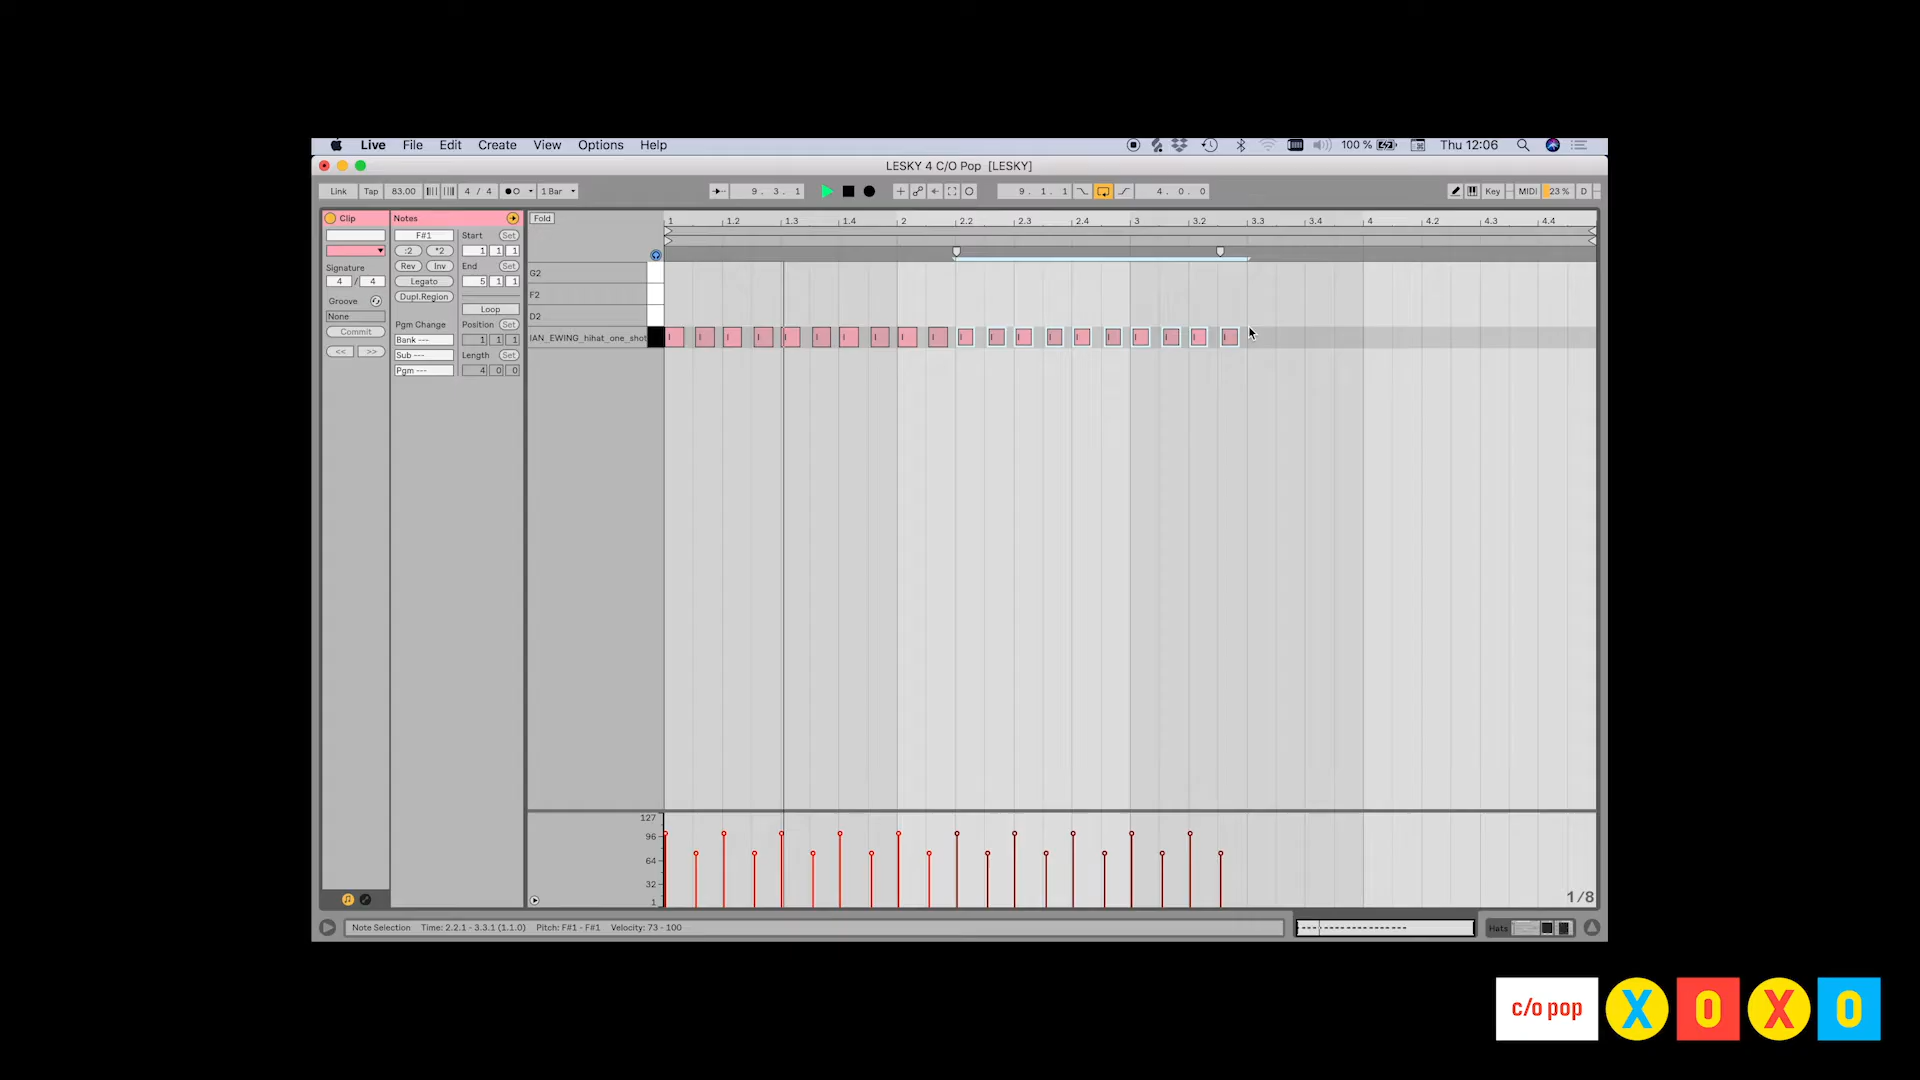 Live File Edit Create View Options Help 100 % Thu 12:06
LESKY 4 C/O Pop [LESKY]
Link Tap 83.00 4 / 4 1 Bar 9. 3. 1 9. 1. 1 4. 0. 0 Key MIDI 23 % D
Clip Notes Fold 1 1.2 1.3 1.4 2 2.2 2.3 2.4 3 3.2 3.3 3.4 4 4.2 4.3 4.4
F#1 Start Set
:2 *2 1 1 1
Signature Rev Inv End Set
4 / 4 Legato 5 1 1
Groove Dupl.Region
None Loop
Commit Pgm Change Position Set
Bank --- 1 1 1
<< >> Sub --- Length Set
Pgm --- 4 0 0
G2
F2
D2
IAN_EWING_hihat_one_shot
127
96
64
32
1
1/8
Note Selection Time: 2.2.1 - 3.3.1 (1.1.0) Pitch: F#1 - F#1 Velocity: 73 - 100 Hats
c/o pop X O X O